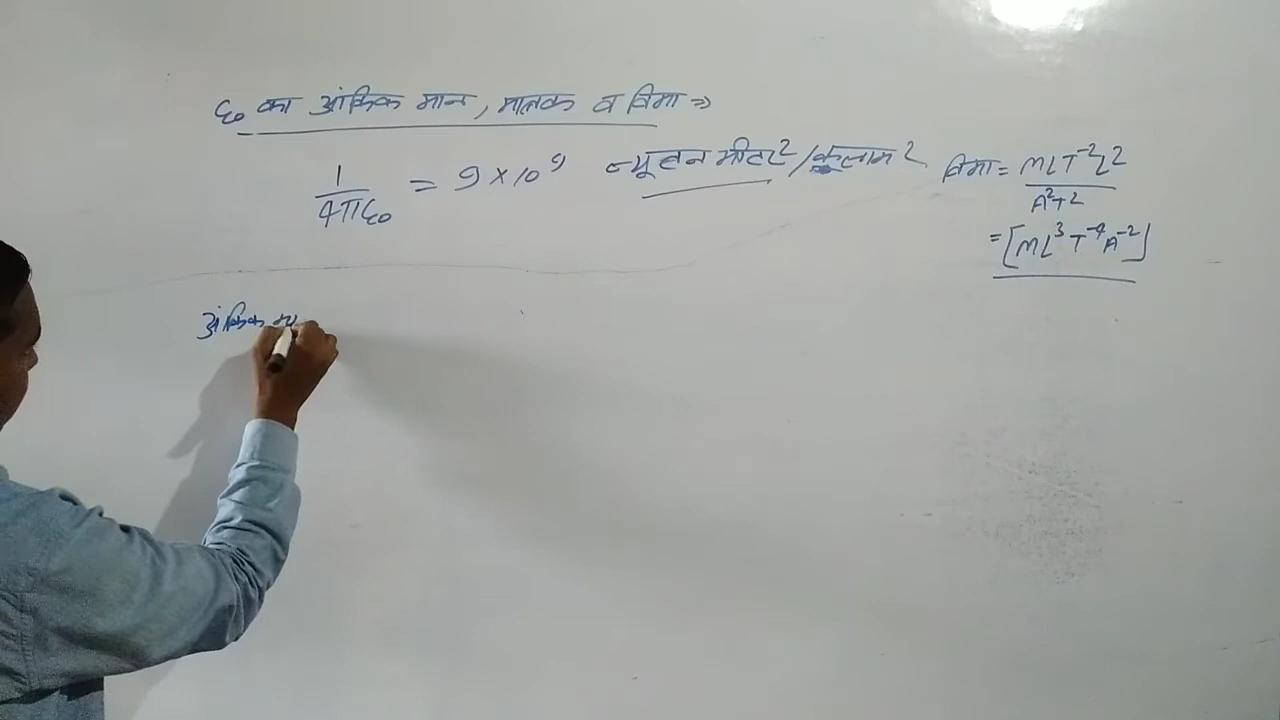 ε₀ का आंकिक मान, मात्रक व विमा ⇒
1/4πε₀ = 9 × 10⁹ न्यूटन मीटर²/कूलाम²
विमा = MLT⁻²L²/A²T²
= [ML³T⁻⁴A⁻²]
आंकिक